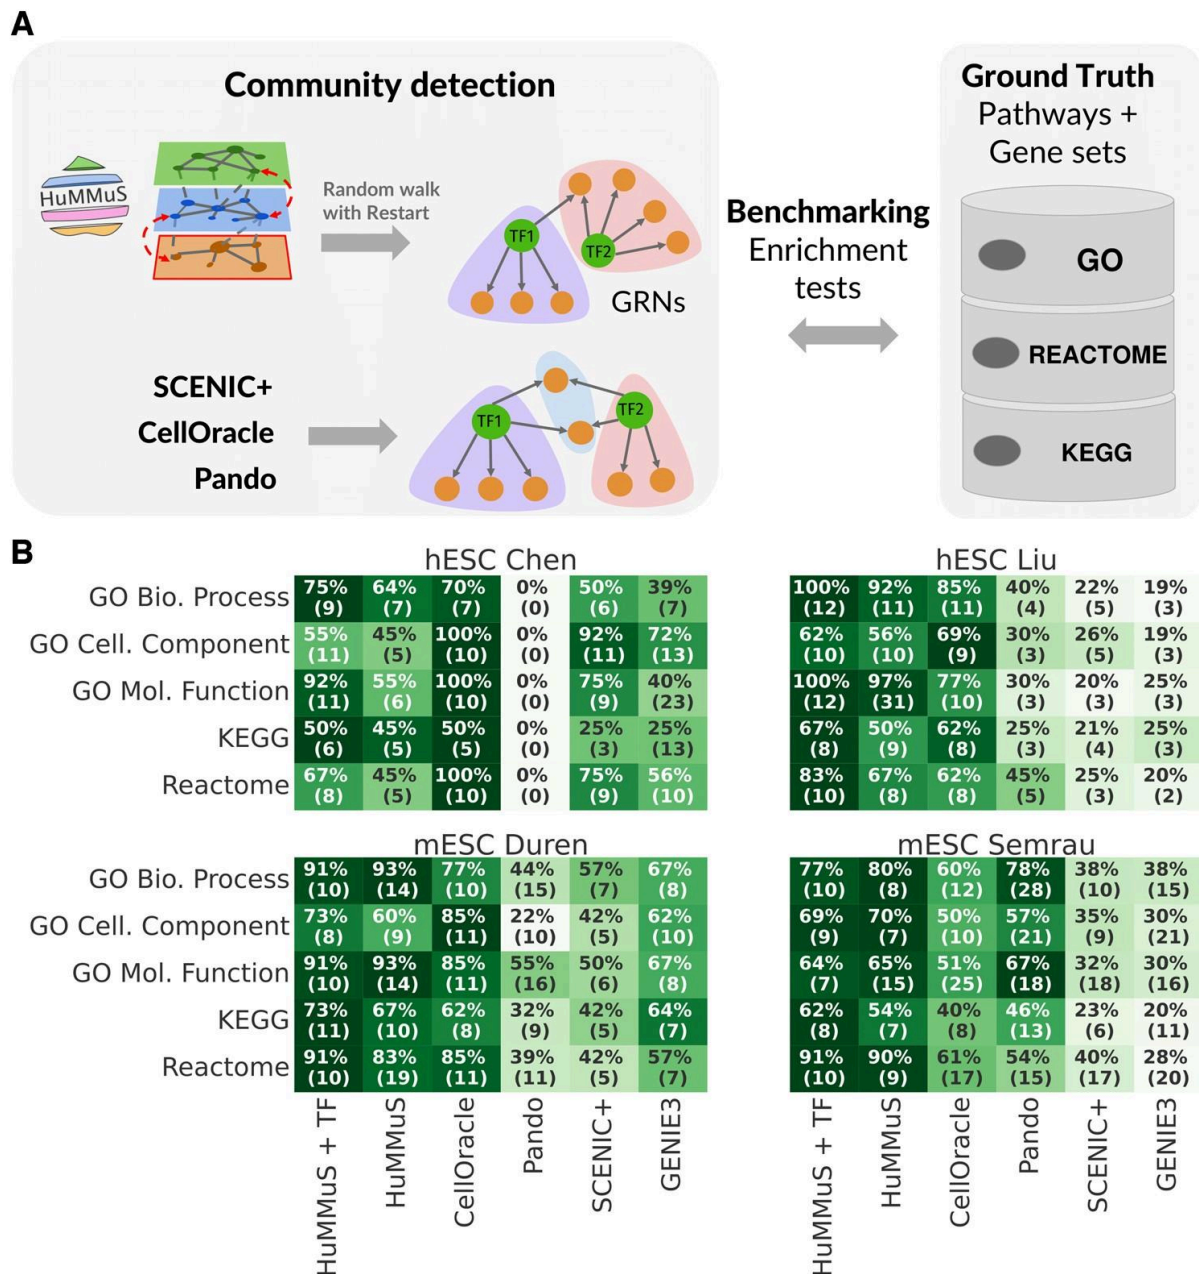 A
Community detection
HuMMuS
Random walk
with Restart
TF1
TF2
GRNs
SCENIC+
CellOracle
Pando
TF1
TF2
Benchmarking
Enrichment
tests
Ground Truth
Pathways +
Gene sets
GO
REACTOME
KEGG
B
hESC Chen
GO Bio. Process 75% 64% 70% 0% 50% 39%
(9) (7) (7) (0) (6) (7)
GO Cell. Component 55% 45% 100% 0% 92% 72%
(11) (5) (10) (0) (11) (13)
GO Mol. Function 92% 55% 100% 0% 75% 40%
(11) (6) (10) (0) (9) (23)
KEGG 50% 45% 50% 0% 25% 25%
(6) (5) (5) (0) (3) (13)
Reactome 67% 45% 100% 0% 75% 56%
(8) (5) (10) (0) (9) (10)
hESC Liu
100% 92% 85% 40% 22% 19%
(12) (11) (11) (4) (5) (3)
62% 56% 69% 30% 26% 19%
(10) (10) (9) (3) (5) (3)
100% 97% 77% 30% 20% 25%
(12) (31) (10) (3) (3) (3)
67% 50% 62% 25% 21% 25%
(8) (9) (8) (3) (4) (3)
83% 67% 62% 45% 25% 20%
(10) (8) (8) (5) (3) (2)
mESC Duren
GO Bio. Process 91% 93% 77% 44% 57% 67%
(10) (14) (10) (15) (7) (8)
GO Cell. Component 73% 60% 85% 22% 42% 62%
(8) (9) (11) (10) (5) (10)
GO Mol. Function 91% 93% 85% 55% 50% 67%
(10) (14) (11) (16) (6) (8)
KEGG 73% 67% 62% 32% 42% 64%
(11) (10) (8) (9) (5) (7)
Reactome 91% 83% 85% 39% 42% 57%
(10) (19) (11) (11) (5) (7)
HuMMuS + TF
HuMMuS
CellOracle
Pando
SCENIC+
GENIE3
mESC Semrau
77% 80% 60% 78% 38% 38%
(10) (8) (12) (28) (10) (15)
69% 70% 50% 57% 35% 30%
(9) (7) (10) (21) (9) (21)
64% 65% 51% 67% 32% 30%
(7) (15) (25) (18) (18) (16)
62% 54% 40% 46% 23% 20%
(8) (7) (8) (13) (6) (11)
91% 90% 61% 54% 40% 28%
(10) (9) (17) (15) (17) (20)
HuMMuS + TF
HuMMuS
CellOracle
Pando
SCENIC+
GENIE3